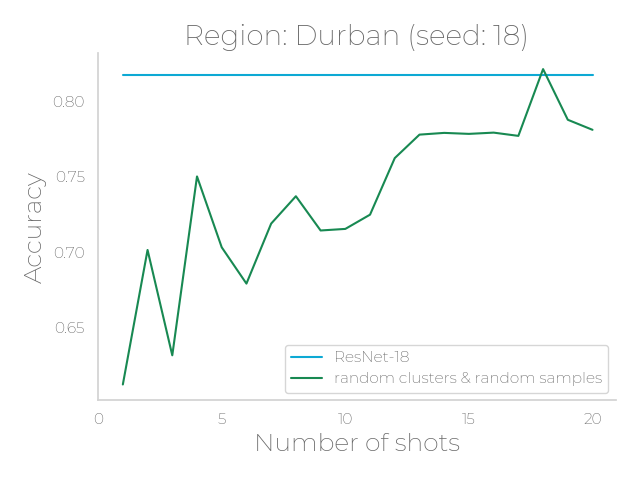 Region: Durban (seed: 18)
Accuracy
0.80
0.75
0.70
0.65
ResNet-18
random clusters & random samples
0 5 10 15 20
Number of shots